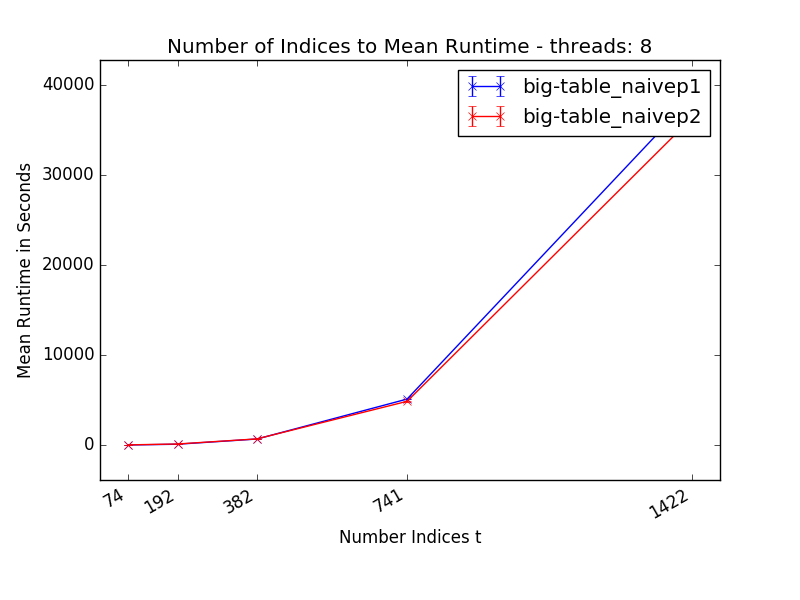 Number of Indices to Mean Runtime - threads: 8
big-table_naivep1
big-table_naivep2
Mean Runtime in Seconds
40000
30000
20000
10000
0
74
192
382
741
1422
Number Indices t